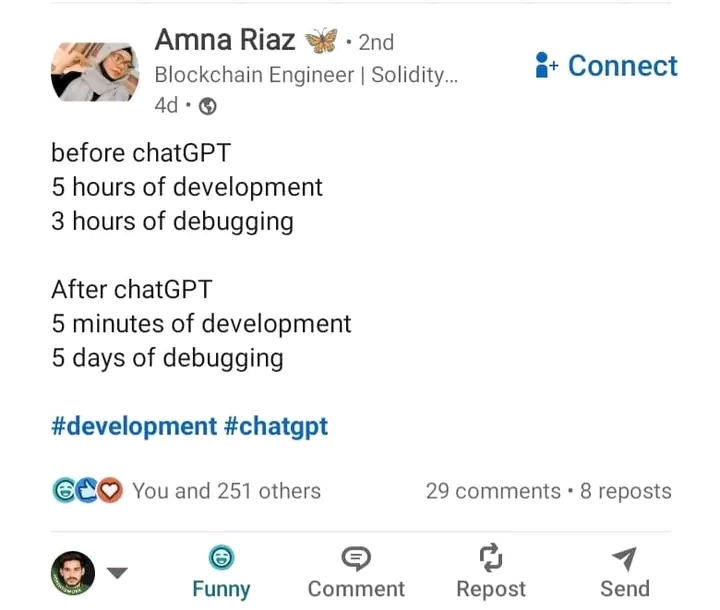 Amna Riaz 🦋 • 2nd
Connect
Blockchain Engineer | Solidity...
4d •
before chatGPT
5 hours of development
3 hours of debugging
After chatGPT
5 minutes of development
5 days of debugging
#development #chatgpt
You and 251 others
29 comments • 8 reposts
Funny
Comment
Repost
Send